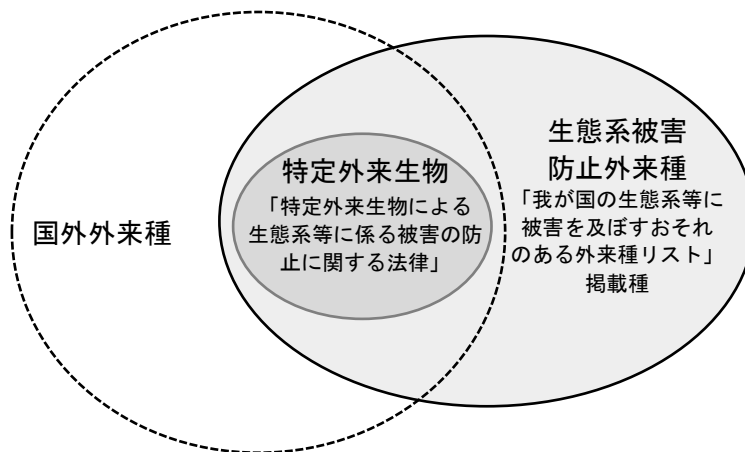 国外外来種
特定外来生物
「特定外来生物による
生態系等に係る被害の防
止に関する法律」
生態系被害
防止外来種
「我が国の生態系等に
被害を及ぼすおそれ
のある外来種リスト」
掲載種